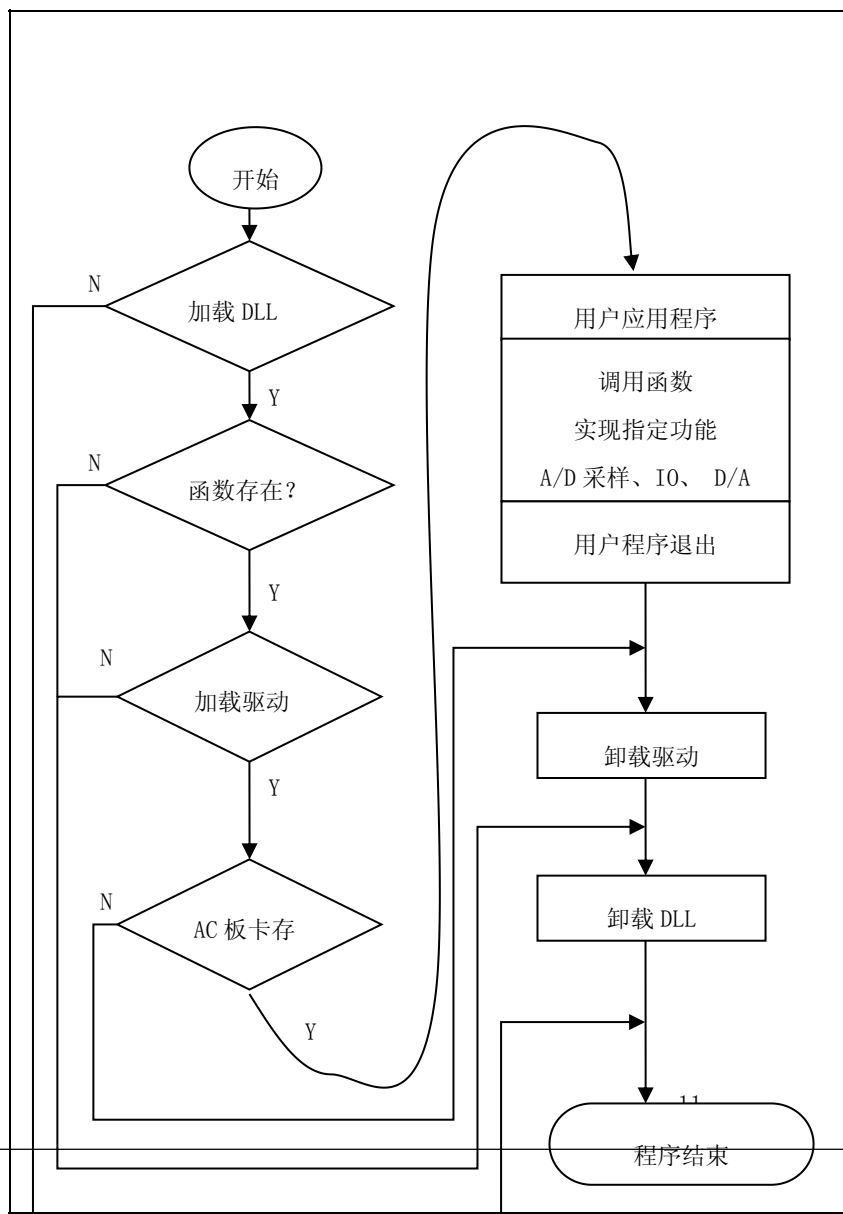 开始
N
加载 DLL
Y
N
函数存在?
Y
N
加载驱动
Y
N
AC 板卡存
Y
用户应用程序
调用函数
实现指定功能
A/D 采样、IO、 D/A
用户程序退出
卸载驱动
卸载 DLL
程序结束